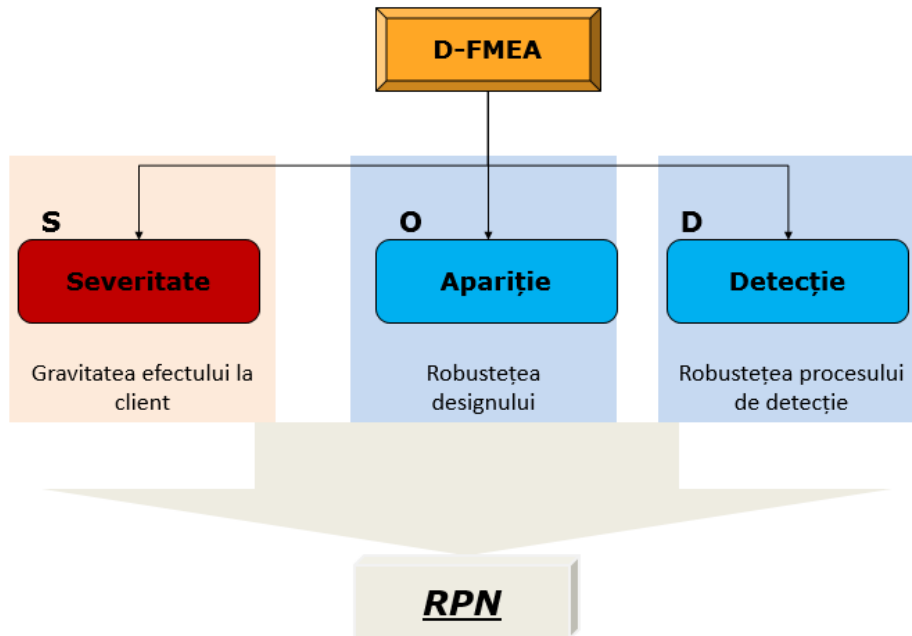 D-FMEA
S
Severitate
Gravitatea efectului la
client
O
Apariție
Robustețea
designului
D
Detecție
Robustețea procesului
de detecție
RPN